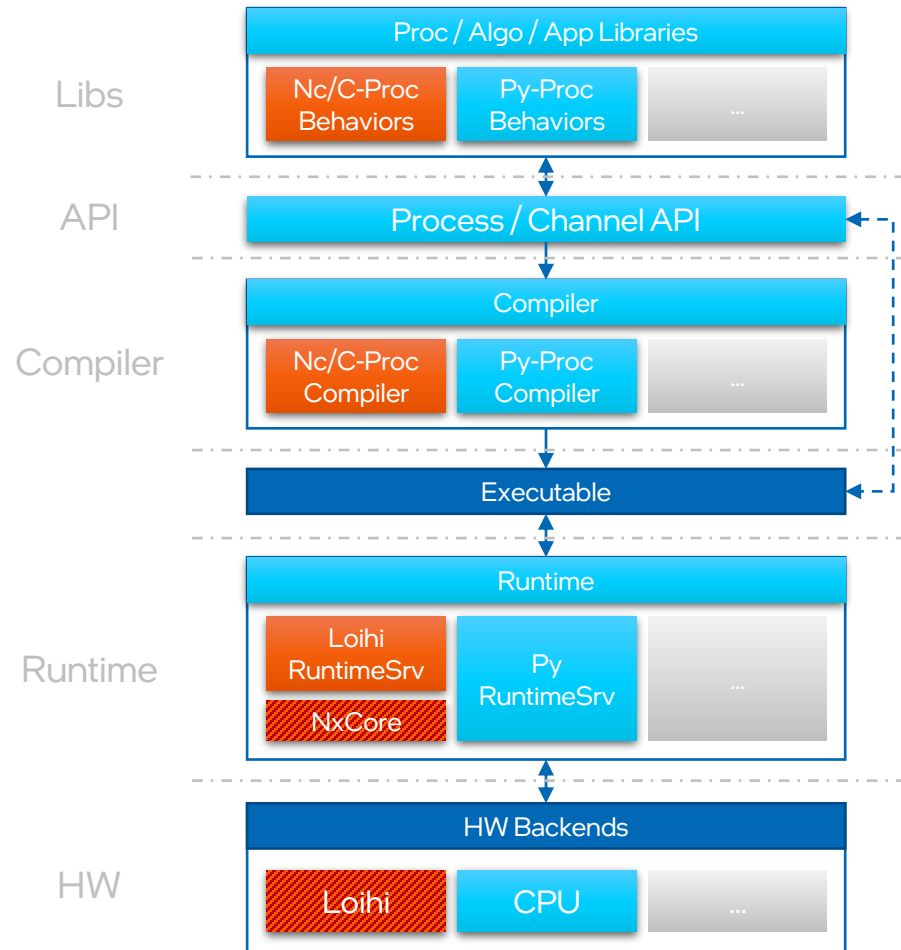 Proc / Algo / App Libraries
Libs
Nc/C-Proc
Behaviors
Py-Proc
Behaviors
...
API
Process / Channel API
Compiler
Compiler
Nc/C-Proc
Compiler
Py-Proc
Compiler
...
Executable
Runtime
Runtime
Loihi
RuntimeSrv
NxCore
Py
RuntimeSrv
...
HW Backends
HW
Loihi
CPU
...